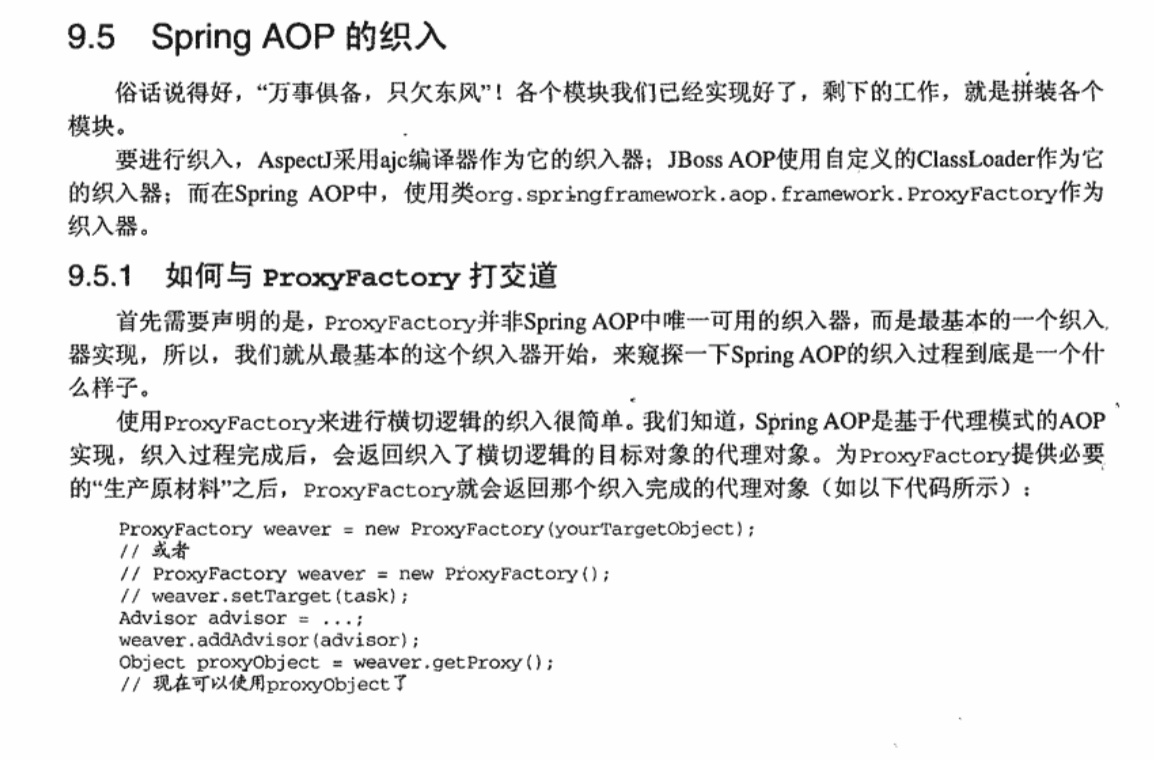 9.5 Spring AOP 的织入
俗话说得好，“万事俱备，只欠东风”！各个模块我们已经实现好了，剩下的工作，就是拼装各个
模块。
要进行织入，AspectJ采用ajc编译器作为它的织入器；JBoss AOP使用自定义的ClassLoader作为它
的织入器；而在Spring AOP中，使用类org.springframework.aop.framework.ProxyFactory作为
织入器。
9.5.1 如何与 ProxyFactory 打交道
首先需要声明的是，ProxyFactory并非Spring AOP中唯一可用的织入器，而是最基本的一个织入
器实现，所以，我们就从最基本的这个织入器开始，来窥探一下Spring AOP的织入过程到底是一个什
么样子。
使用ProxyFactory来进行横切逻辑的织入很简单。我们知道，Spring AOP是基于代理模式的AOP
实现，织入过程完成后，会返回织入了横切逻辑的目标对象的代理对象。为ProxyFactory提供必要
的“生产原材料”之后，ProxyFactory就会返回那个织入完成的代理对象（如以下代码所示）：
ProxyFactory weaver = new ProxyFactory(yourTargetObject);
// 或者
// ProxyFactory weaver = new ProxyFactory();
// weaver.setTarget(task);
Advisor advisor = ...;
weaver.addAdvisor(advisor);
Object proxyObject = weaver.getProxy();
// 现在可以使用proxyObject了